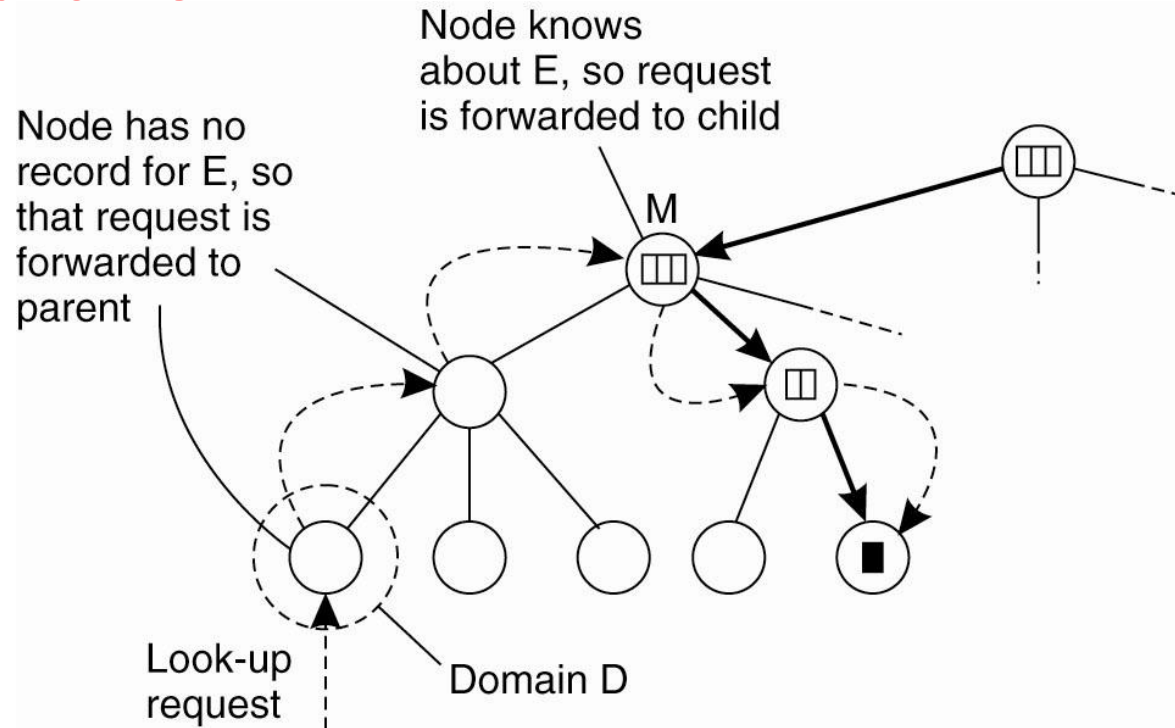 Node knows
about E, so request
is forwarded to child
Node has no
record for E, so
that request is
forwarded to
parent
M
Look-up
request
Domain D